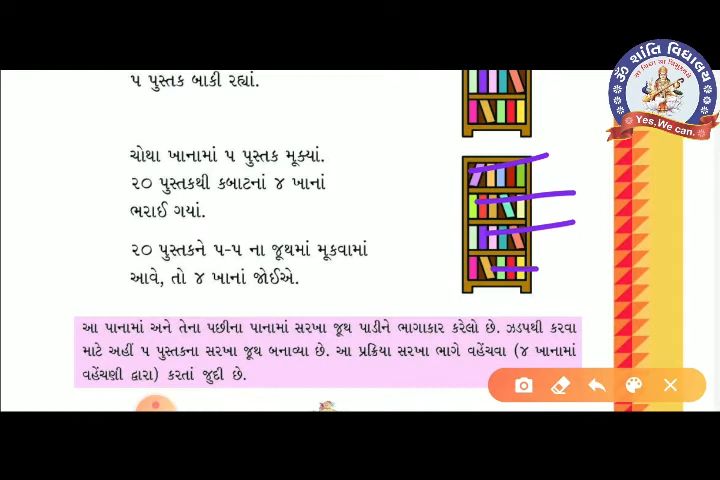 ૫ પુસ્તક બાકી રહ્યાં.
ચોથા ખાનામાં ૫ પુસ્તક મૂક્યાં.
૨૦ પુસ્તકથી કબાટનાં ૪ ખાનાં
ભરાઈ ગયાં.
૨૦ પુસ્તકને ૫-૫ ના જૂથમાં મૂકવામાં
આવે, તો ૪ ખાનાં જોઈએ.
આ પાનામાં અને તેના પછીના પાનામાં સરખા જૂથ પાડીને ભાગાકાર કરેલો છે. ઝડપથી કરવા
માટે અહીં ૫ પુસ્તકના સરખા જૂથ બનાવ્યા છે. આ પ્રક્રિયા સરખા ભાગે વહેંચવા (૪ ખાનામાં
વહેંચણી દ્વારા) કરતાં જુદી છે.
ૐ શાંતિ વિદ્યાલય
સા વિદ્યા યા વિમુક્તયે
Yes, We can.